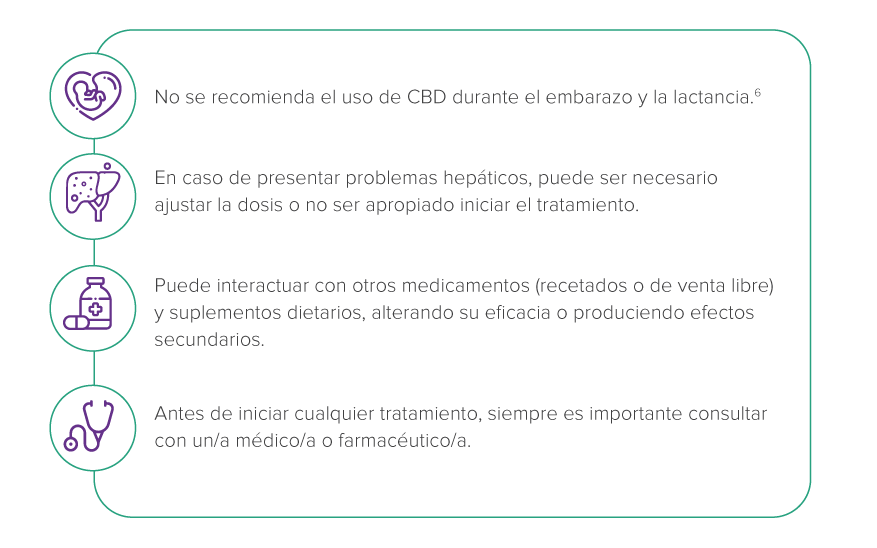 No se recomienda el uso de CBD durante el embarazo y la lactancia.⁶
En caso de presentar problemas hepáticos, puede ser necesario
ajustar la dosis o no ser apropiado iniciar el tratamiento.
Puede interactuar con otros medicamentos (recetados o de venta libre)
y suplementos dietarios, alterando su eficacia o produciendo efectos
secundarios.
Antes de iniciar cualquier tratamiento, siempre es importante consultar
con un/a médico/a o farmacéutico/a.